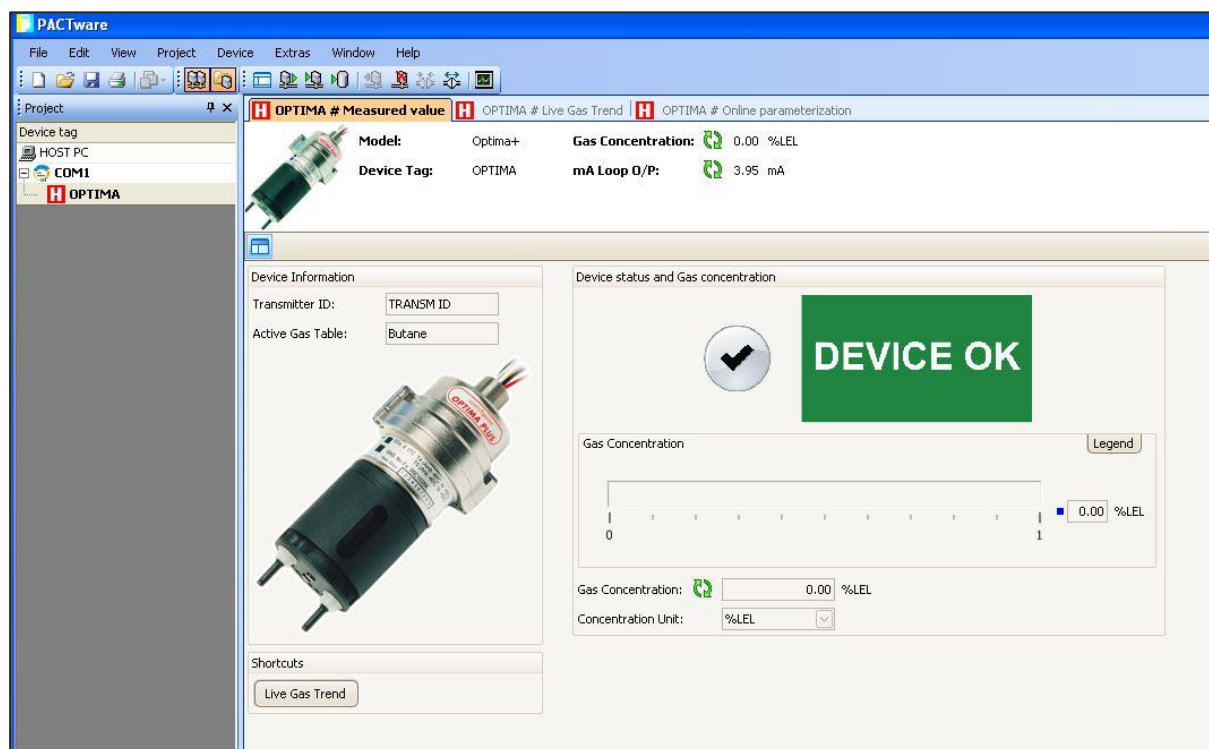 PACTware
File Edit View Project Device Extras Window Help
Project
Device tag
HOST PC
COM1
H OPTIMA
H OPTIMA # Measured value H OPTIMA # Live Gas Trend H OPTIMA # Online parameterization
Model: Optima+ Gas Concentration: 0.00 %LEL
Device Tag: OPTIMA mA Loop O/P: 3.95 mA
Device Information
Transmitter ID: TRANSM ID
Active Gas Table: Butane
OPTIMA PLUS
Shortcuts
Live Gas Trend
Device status and Gas concentration
DEVICE OK
Gas Concentration Legend
0 1
0.00 %LEL
Gas Concentration: 0.00 %LEL
Concentration Unit: %LEL